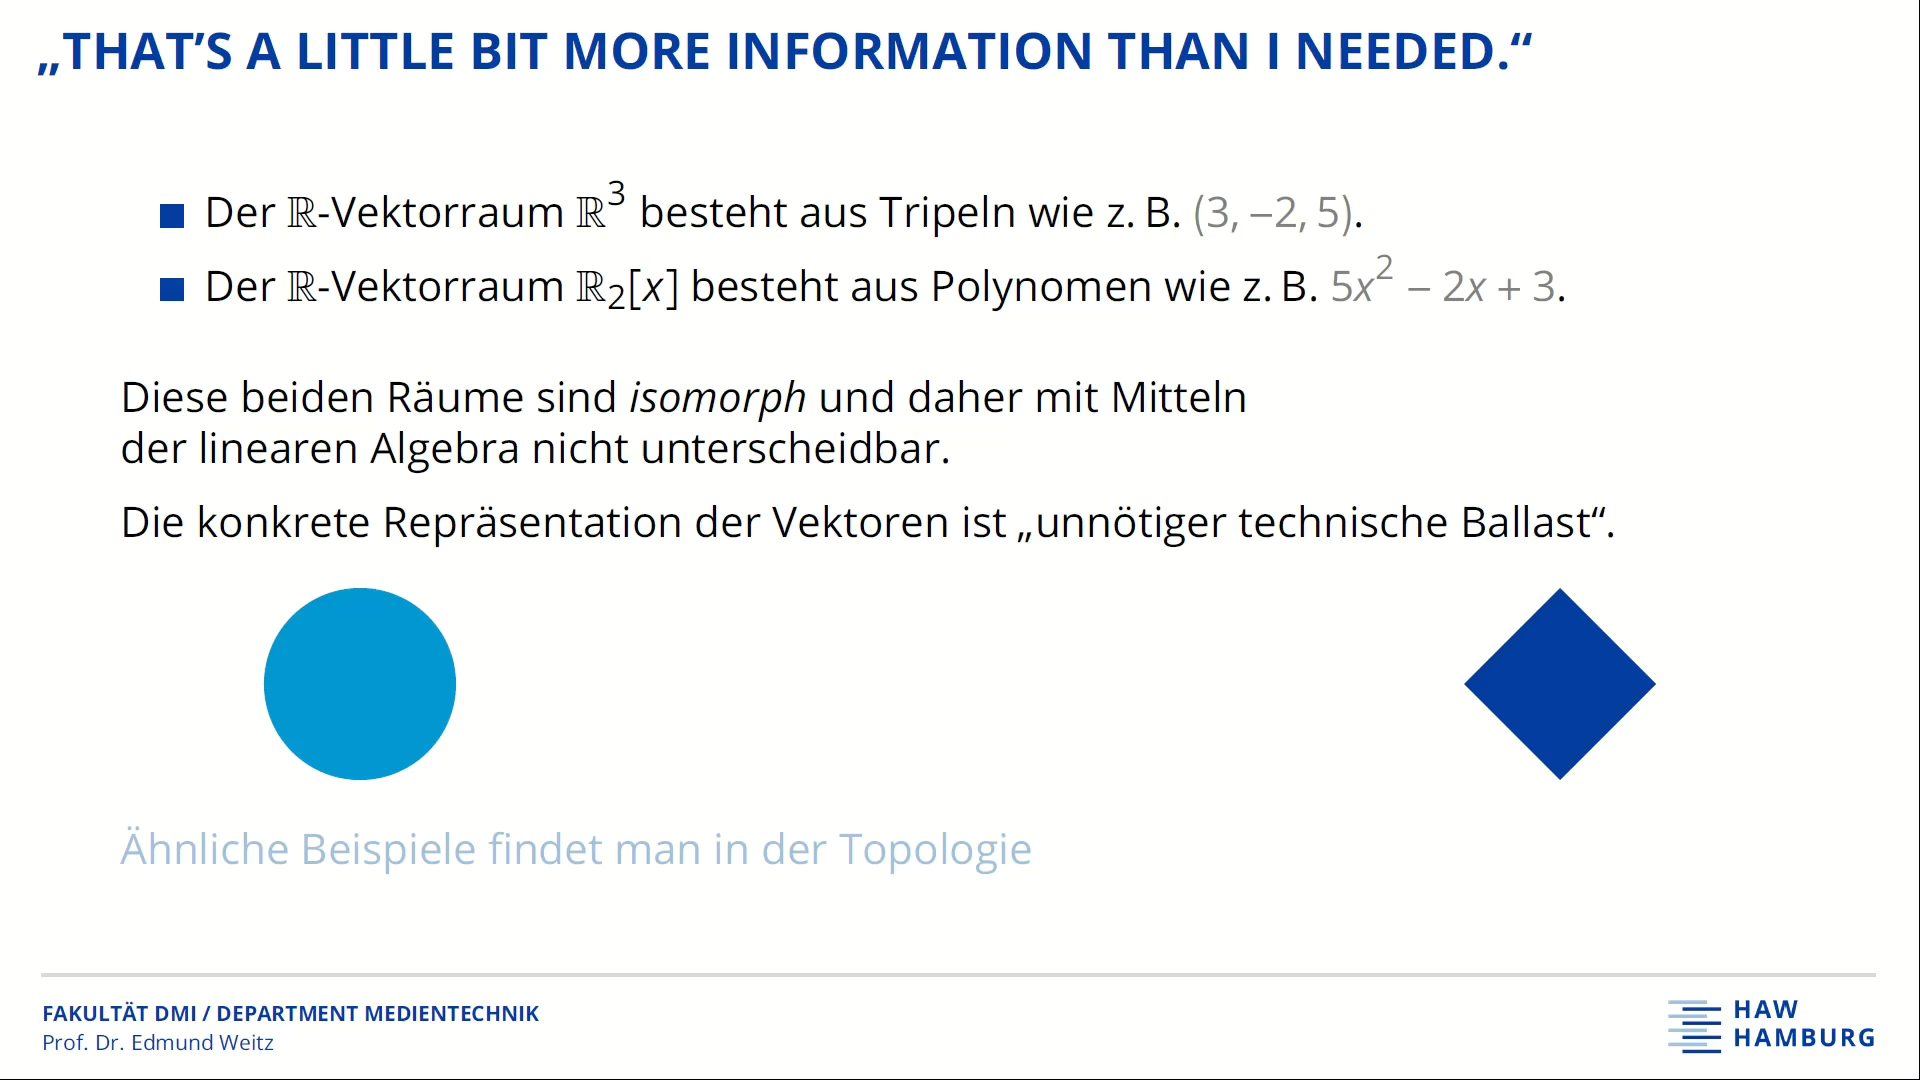 „THAT’S A LITTLE BIT MORE INFORMATION THAN I NEEDED.“
Der ℝ-Vektorraum ℝ³ besteht aus Tripeln wie z. B. (3, −2, 5).
Der ℝ-Vektorraum ℝ₂[x] besteht aus Polynomen wie z. B. 5x² − 2x + 3.
Diese beiden Räume sind isomorph und daher mit Mitteln
der linearen Algebra nicht unterscheidbar.
Die konkrete Repräsentation der Vektoren ist „unnötiger technische Ballast“.
Ähnliche Beispiele findet man in der Topologie
FAKULTÄT DMI / DEPARTMENT MEDIENTECHNIK
Prof. Dr. Edmund Weitz
HAW
HAMBURG